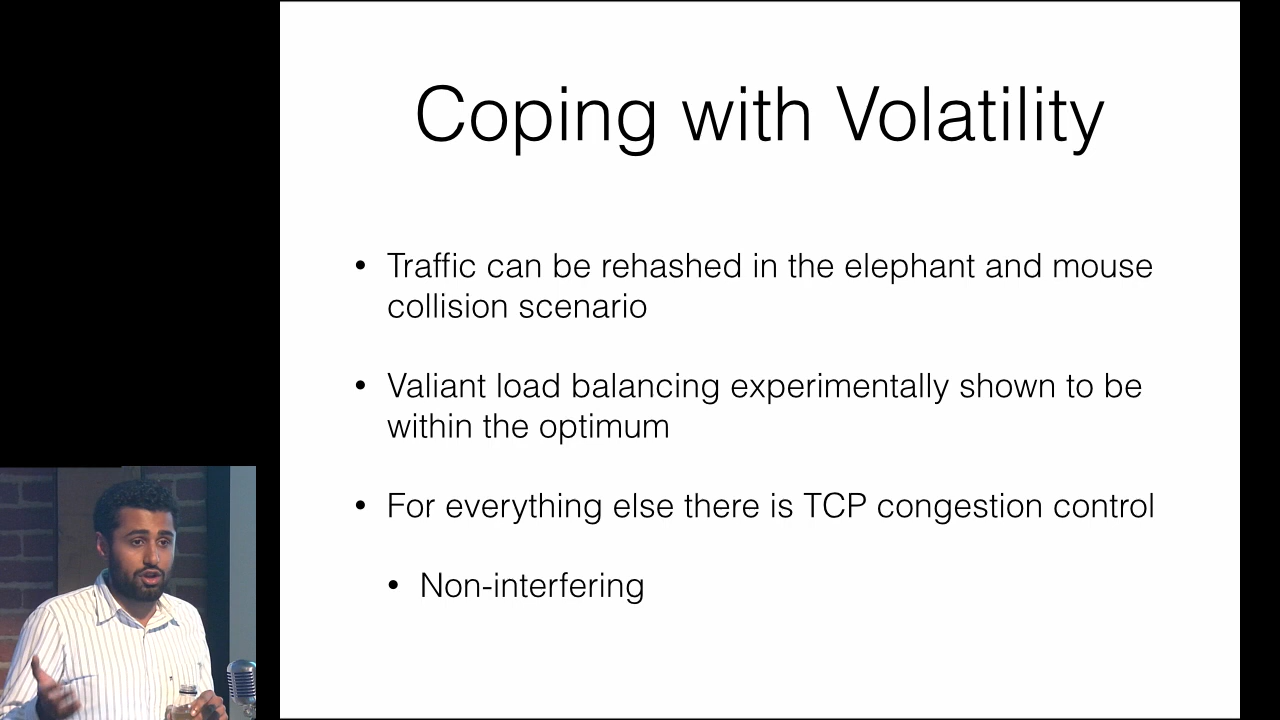 Coping with Volatility
• Traffic can be rehashed in the elephant and mouse
collision scenario
• Valiant load balancing experimentally shown to be
within the optimum
• For everything else there is TCP congestion control
• Non-interfering